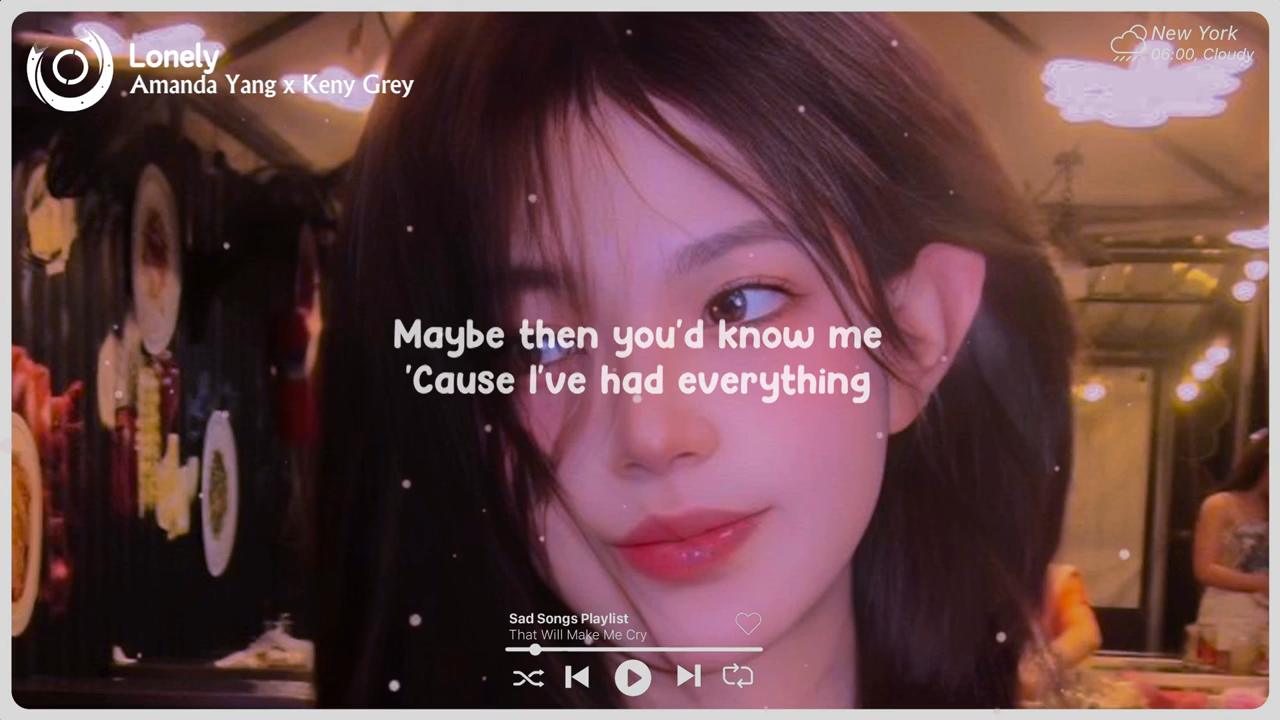 Lonely
Amanda Yang x Keny Grey
New York
06:00, Cloudy
Maybe then you'd know me
'Cause I've had everything
Sad Songs Playlist
That Will Make Me Cry